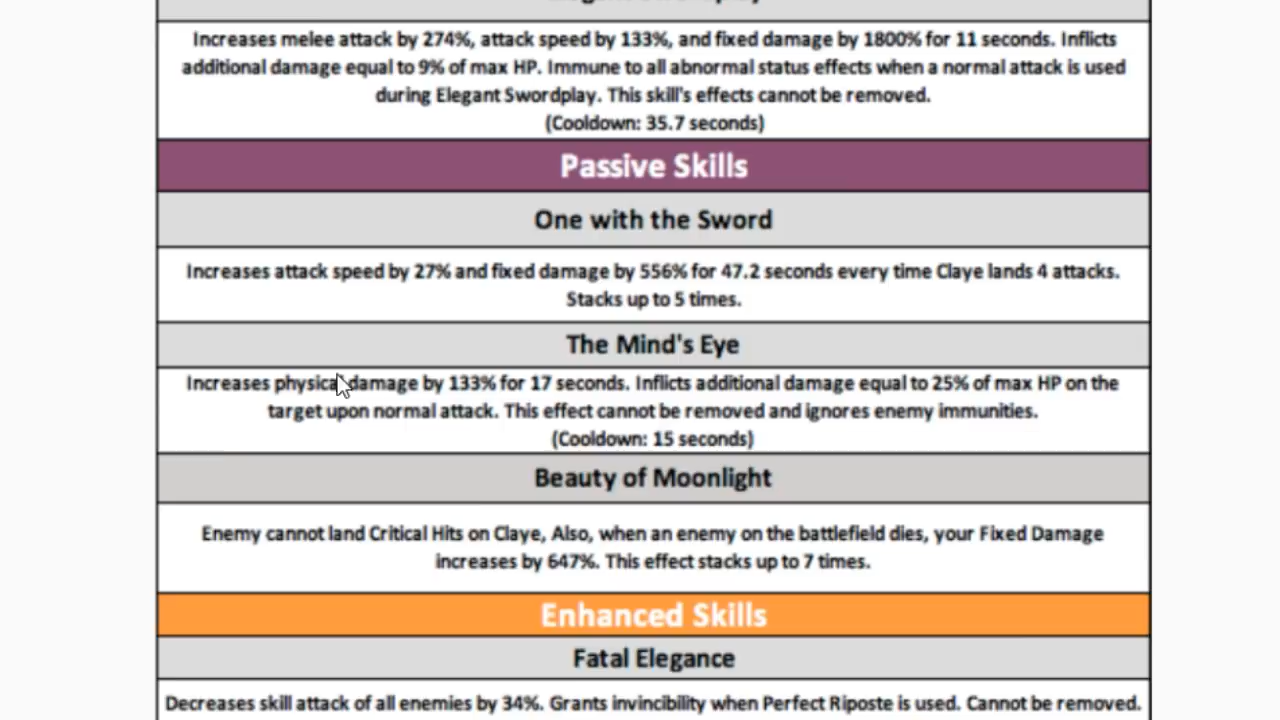 Increases melee attack by 274%, attack speed by 133%, and fixed damage by 1800% for 11 seconds. Inflicts
additional damage equal to 9% of max HP. Immune to all abnormal status effects when a normal attack is used
during Elegant Swordplay. This skill's effects cannot be removed.
(Cooldown: 35.7 seconds)
Passive Skills
One with the Sword
Increases attack speed by 27% and fixed damage by 556% for 47.2 seconds every time Claye lands 4 attacks.
Stacks up to 5 times.
The Mind's Eye
Increases physical damage by 133% for 17 seconds. Inflicts additional damage equal to 25% of max HP on the
target upon normal attack. This effect cannot be removed and ignores enemy immunities.
(Cooldown: 15 seconds)
Beauty of Moonlight
Enemy cannot land Critical Hits on Claye, Also, when an enemy on the battlefield dies, your Fixed Damage
increases by 647%. This effect stacks up to 7 times.
Enhanced Skills
Fatal Elegance
Decreases skill attack of all enemies by 34%. Grants invincibility when Perfect Riposte is used. Cannot be removed.